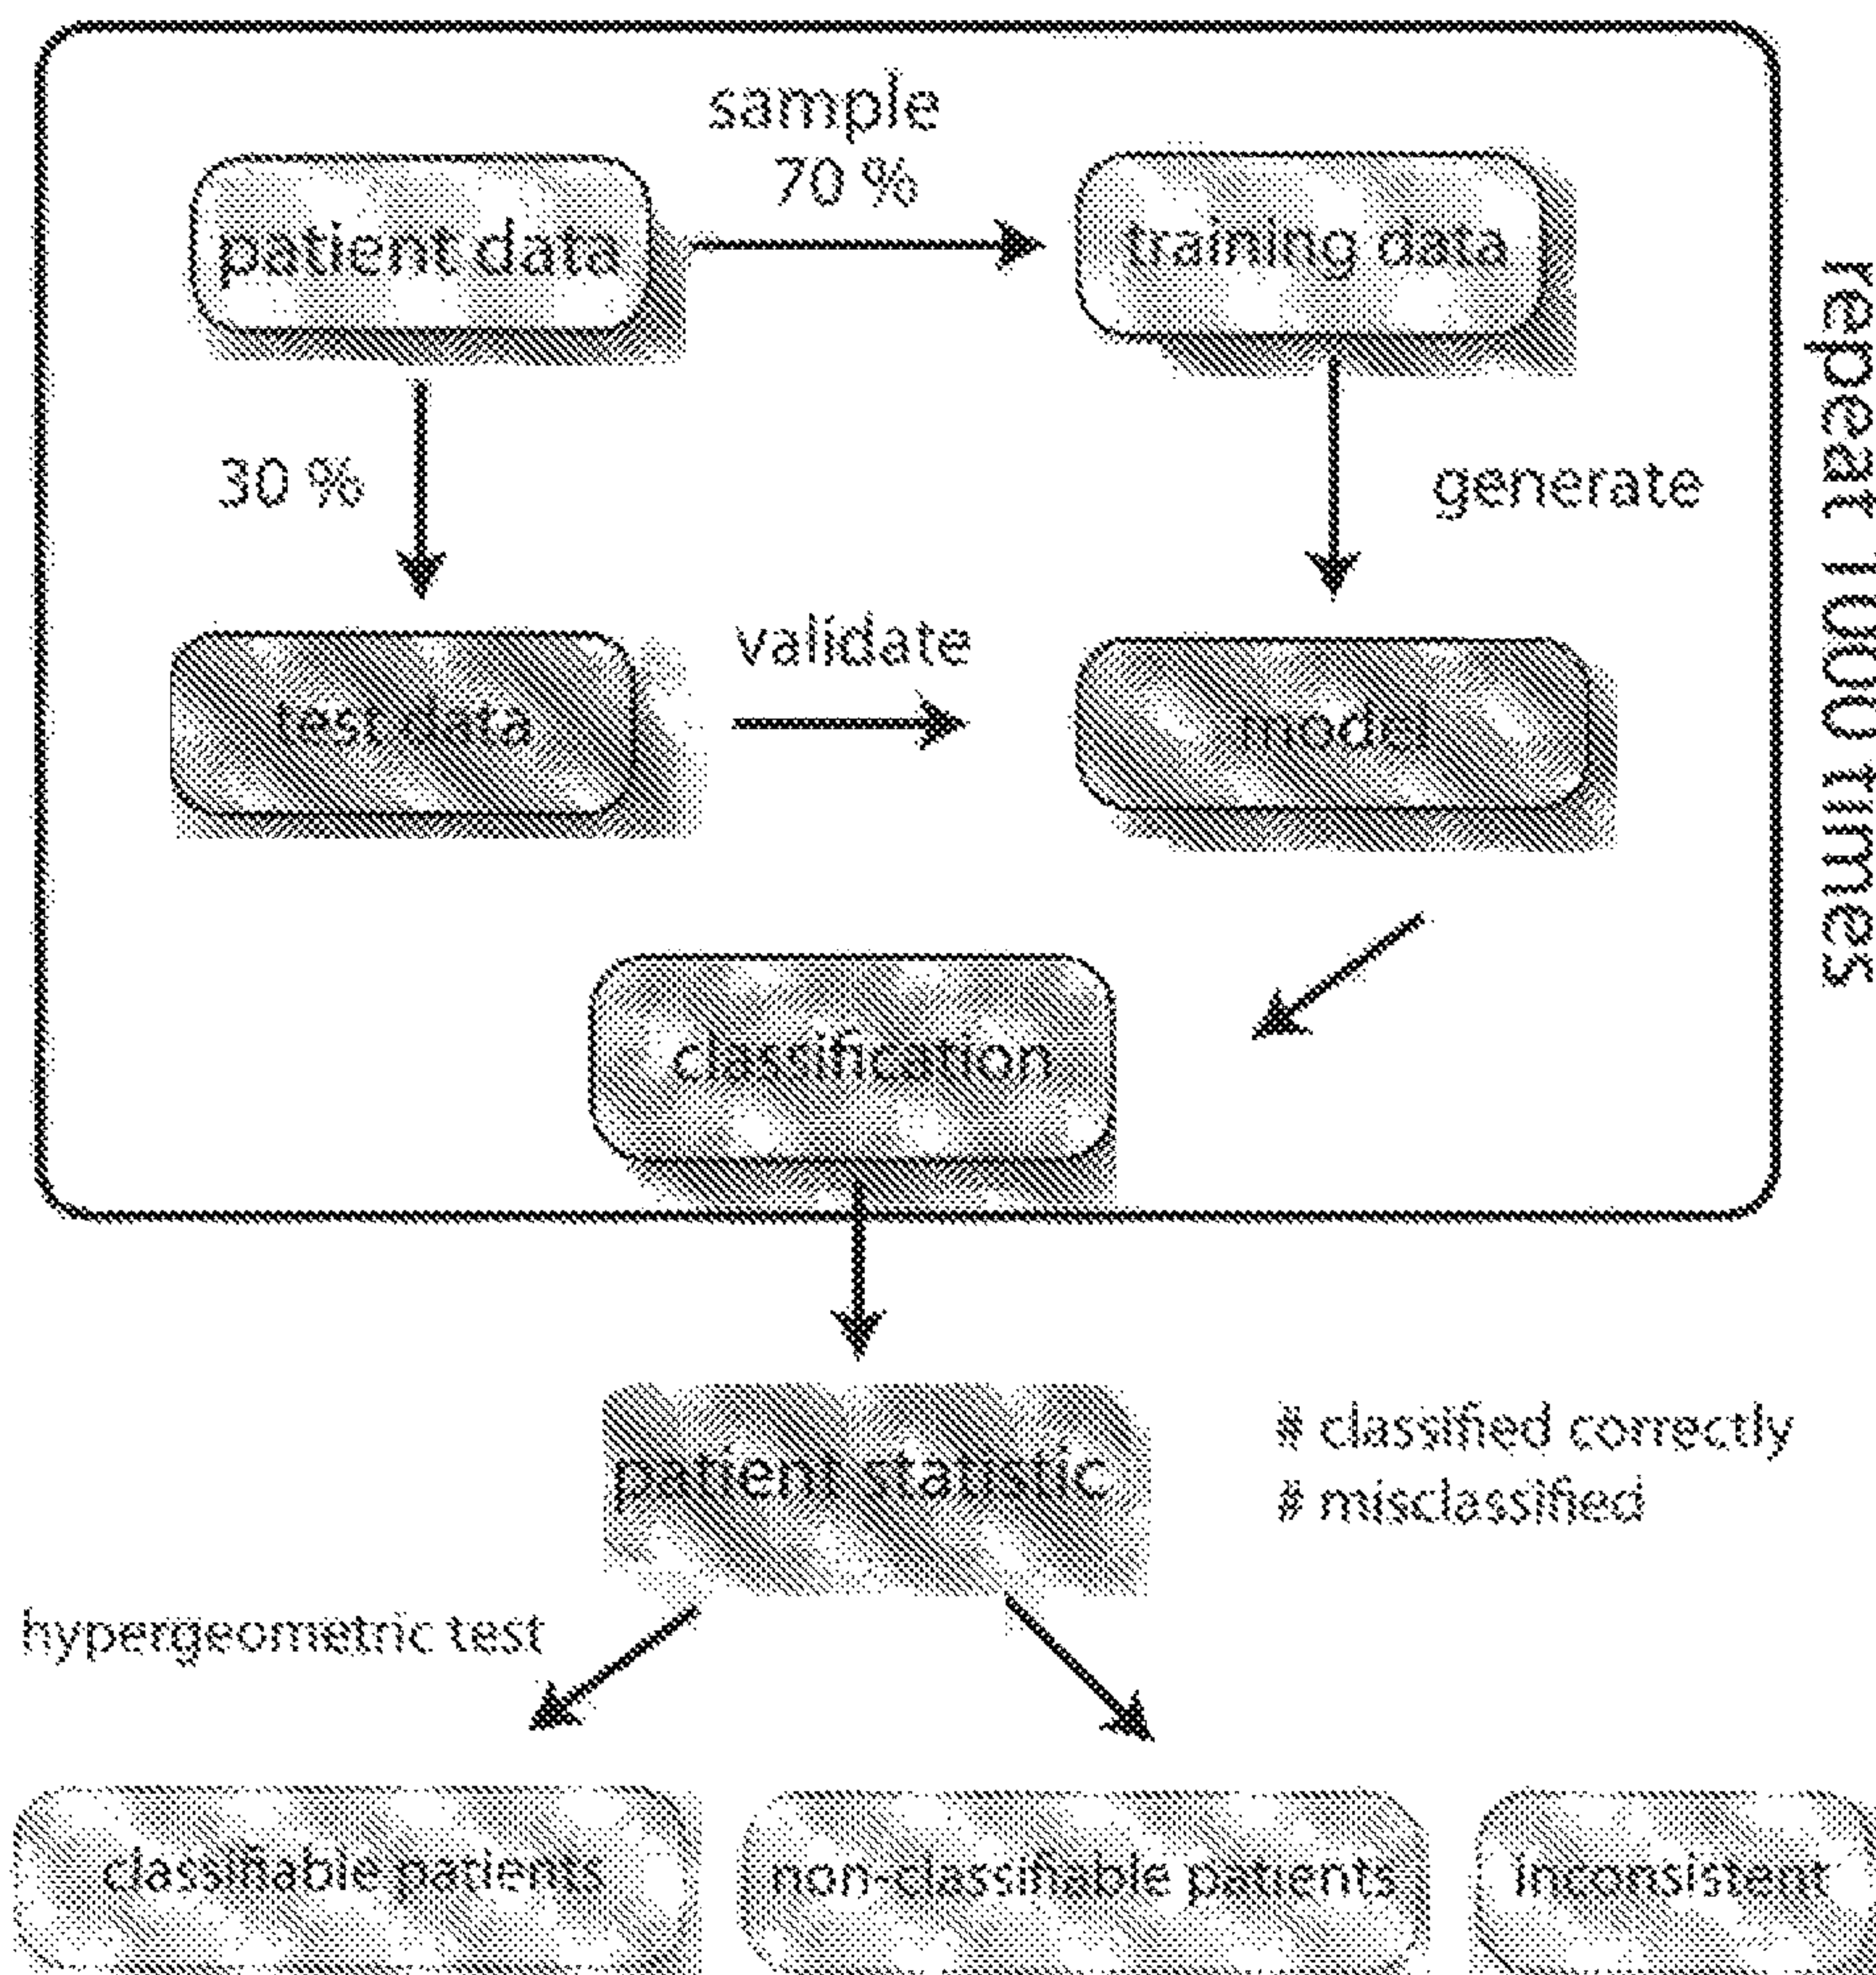 sample
70 %
patient data
training data
30 %
generate
validate
test data
model
classification
repeat 1000 times
patient statistic
# classified correctly
# misclassified
hypergeometric test
classifiable patients
non-classifiable patients
inconsistent